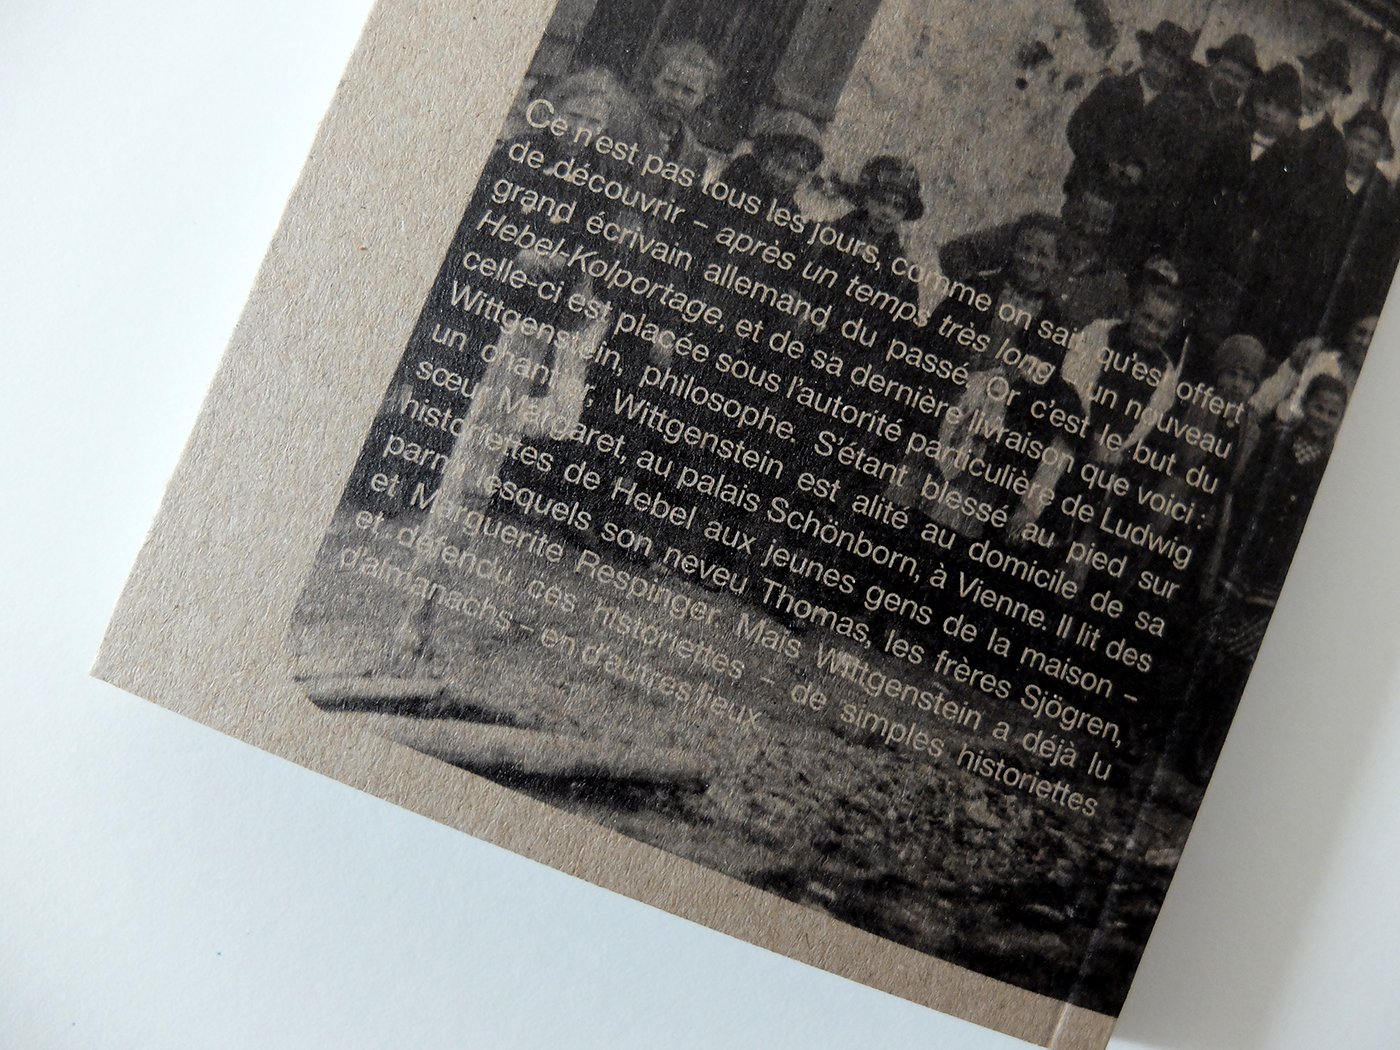 Ce n'est pas tous les jours, comme on sait, qu'est offert
de découvrir – après un temps très long – un nouveau
grand écrivain allemand du passé. Or c'est le but du
Hebel-Kolportage, et de sa dernière livraison que voici :
celle-ci est placée sous l'autorité particulière de Ludwig
Wittgenstein, philosophe. S'étant blessé au pied sur
un chantier, Wittgenstein est alité au domicile de sa
sœur Margaret, au palais Schönborn, à Vienne. Il lit des
historiettes de Hebel aux jeunes gens de la maison –
parmi lesquels son neveu Thomas, les frères Sjögren,
et Marguerite Respinger. Mais Wittgenstein a déjà lu
et défendu ces historiettes – de simples historiettes
d'almanachs – en d'autres lieux.